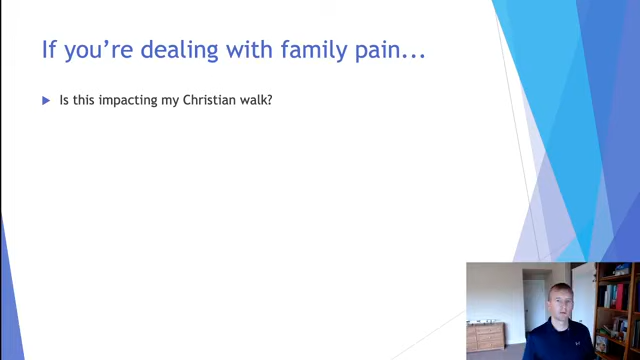 If you're dealing with family pain...
Is this impacting my Christian walk?